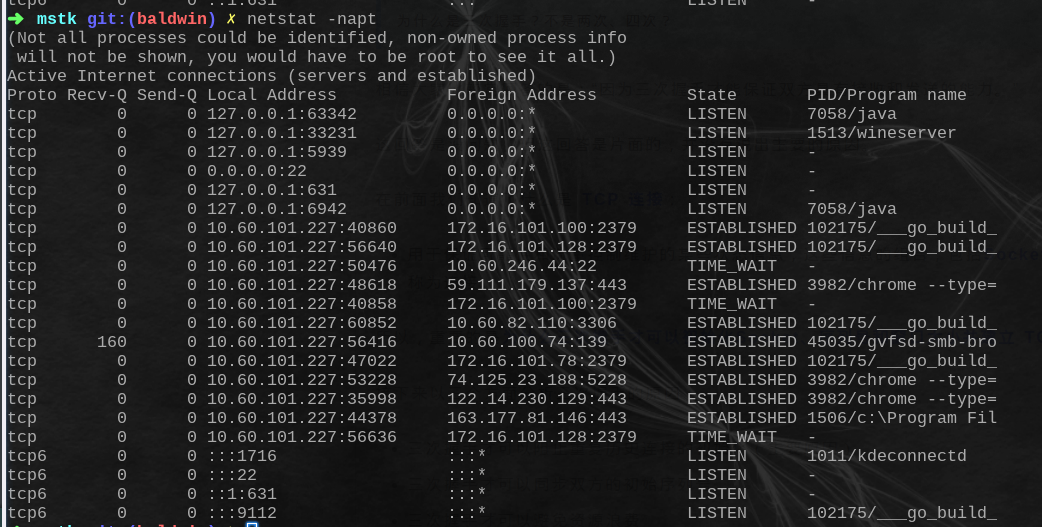 tcp6       0      0 ::1:631                 :::*                    LISTEN      -
➜  mstk git:(baldwin) ✗ netstat -napt
(Not all processes could be identified, non-owned process info
 will not be shown, you would have to be root to see it all.)
Active Internet connections (servers and established)
Proto Recv-Q Send-Q Local Address           Foreign Address         State       PID/Program name
tcp        0      0 127.0.0.1:63342         0.0.0.0:*               LISTEN      7058/java
tcp        0      0 127.0.0.1:33231         0.0.0.0:*               LISTEN      1513/wineserver
tcp        0      0 127.0.0.1:5939          0.0.0.0:*               LISTEN      -
tcp        0      0 0.0.0.0:22              0.0.0.0:*               LISTEN      -
tcp        0      0 127.0.0.1:631           0.0.0.0:*               LISTEN      -
tcp        0      0 127.0.0.1:6942          0.0.0.0:*               LISTEN      7058/java
tcp        0      0 10.60.101.227:40860     172.16.101.100:2379     ESTABLISHED 102175/___go_build_
tcp        0      0 10.60.101.227:56640     172.16.101.128:2379     ESTABLISHED 102175/___go_build_
tcp        0      0 10.60.101.227:50476     10.60.246.44:22         TIME_WAIT   -
tcp        0      0 10.60.101.227:48618     59.111.179.137:443      ESTABLISHED 3982/chrome --type=
tcp        0      0 10.60.101.227:40858     172.16.101.100:2379     TIME_WAIT   -
tcp        0      0 10.60.101.227:60852     10.60.82.110:3306       ESTABLISHED 102175/___go_build_
tcp      160      0 10.60.101.227:56416     10.60.100.74:139        ESTABLISHED 45035/gvfsd-smb-bro
tcp        0      0 10.60.101.227:47022     172.16.101.78:2379      ESTABLISHED 102175/___go_build_
tcp        0      0 10.60.101.227:53228     74.125.23.188:5228      ESTABLISHED 3982/chrome --type=
tcp        0      0 10.60.101.227:35998     122.14.230.129:443      ESTABLISHED 3982/chrome --type=
tcp        0      0 10.60.101.227:44378     163.177.81.146:443      ESTABLISHED 1506/c:\Program Fil
tcp        0      0 10.60.101.227:56636     172.16.101.128:2379     TIME_WAIT   -
tcp6       0      0 :::1716                 :::*                    LISTEN      1011/kdeconnectd
tcp6       0      0 :::22                   :::*                    LISTEN      -
tcp6       0      0 ::1:631                 :::*                    LISTEN      -
tcp6       0      0 :::9112                 :::*                    LISTEN      102175/___go_build_